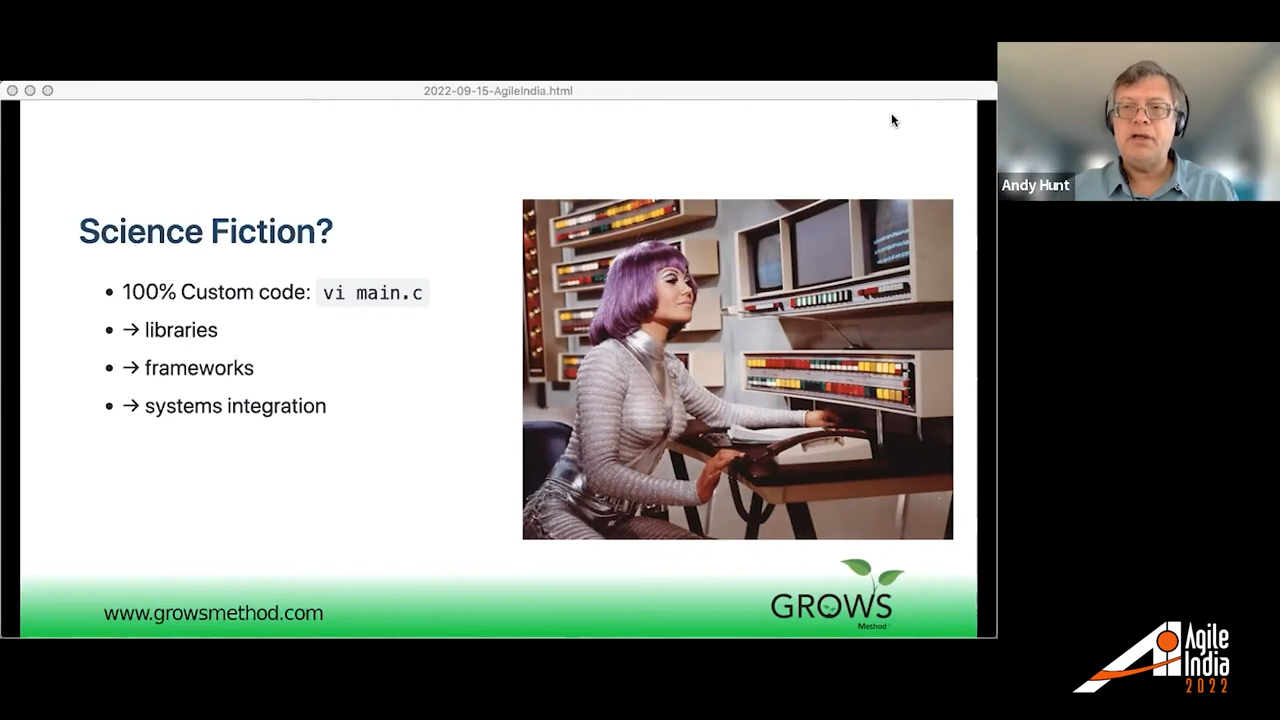 2022-09-15-AgileIndia.html
Andy Hunt
Science Fiction?
• 100% Custom code: vi main.c
• → libraries
• → frameworks
• → systems integration
www.growsmethod.com
GROWS
Method
Agile
India
2022